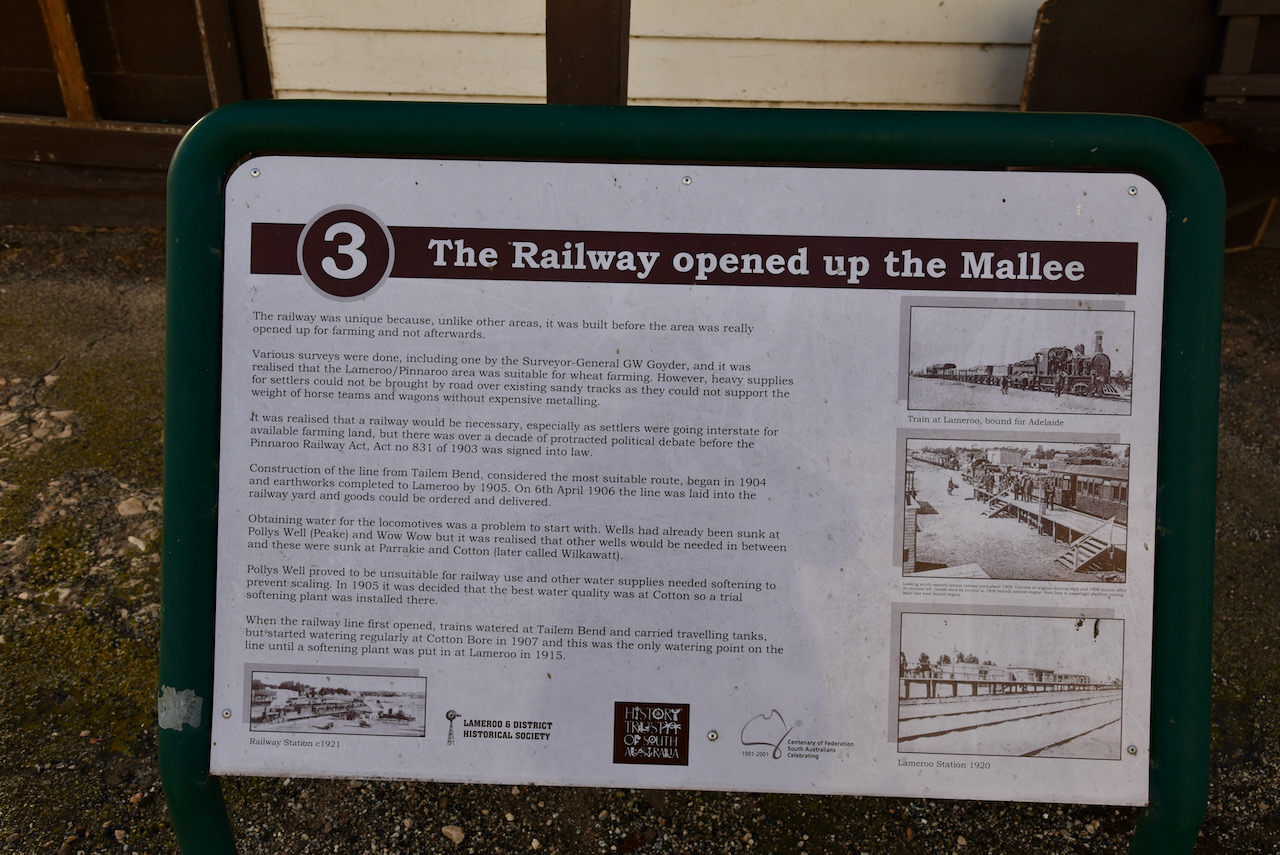 3
The Railway opened up the Mallee
The railway was unique because, unlike other areas, it was built before the area was really
opened up for farming and not afterwards.
Various surveys were done, including one by the Surveyor-General GW Goyder, and it was
realised that the Lameroo/Pinnaroo area was suitable for wheat farming. However, heavy supplies
for settlers could not be brought by road over existing sandy tracks as they could not support the
weight of horse teams and wagons without expensive metalling.
It was realised that a railway would be necessary, especially as settlers were going interstate for
available farming land, but there was over a decade of protracted political debate before the
Pinnaroo Railway Act, Act no 831 of 1903 was signed into law.
Construction of the line from Tailem Bend, considered the most suitable route, began in 1904
and earthworks completed to Lameroo by 1905. On 6th April 1906 the line was laid into the
railway yard and goods could be ordered and delivered.
Obtaining water for the locomotives was a problem to start with. Wells had already been sunk at
Pollys Well (Peake) and Wow Wow but it was realised that other wells would be needed in between
and these were sunk at Parrakie and Cotton (later called Wilkawatt).
Pollys Well proved to be unsuitable for railway use and other water supplies needed softening to
prevent scaling. In 1905 it was decided that the best water quality was at Cotton so a trial
softening plant was installed there.
When the railway line first opened, trains watered at Tailem Bend and carried travelling tanks,
but started watering regularly at Cotton Bore in 1907 and this was the only watering point on the
line until a softening plant was put in at Lameroo in 1915.
Train at Lameroo, bound for Adelaide
Lameroo Station 1920
Railway Station c1921
LAMEROO & DISTRICT
HISTORICAL SOCIETY
HISTORY
TRUST
OF SOUTH
AUSTRALIA
1901-2001
Centenary of Federation
South Australians
Celebrating